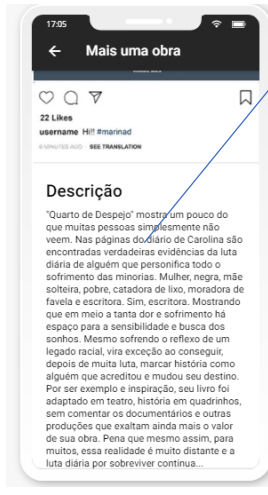 17:05
Mais uma obra
22 Likes
username Hi!! #marinad
6 MINUTES AGO · SEE TRANSLATION
Descrição
"Quarto de Despejo" mostra um pouco do
que muitas pessoas simplesmente não
veem. Nas páginas do diário de Carolina são
encontradas verdadeiras evidências da luta
diária de alguém que personifica todo o
sofrimento das minorias. Mulher, negra, mãe
solteira, pobre, catadora de lixo, moradora de
favela e escritora. Sim, escritora. Mostrando
que em meio a tanta dor e sofrimento há
espaço para a sensibilidade e busca dos
sonhos. Mesmo sofrendo o reflexo de um
legado racial, vira exceção ao conseguir,
depois de muita luta, marcar história como
alguém que acreditou e mudou seu destino.
Por ser exemplo e inspiração, seu livro foi
adaptado em teatro, história em quadrinhos,
sem comentar os documentários e outras
produções que exaltam ainda mais o valor
de sua obra. Pena que mesmo assim, para
muitos, essa realidade é muito distante e a
luta diária por sobreviver continua...